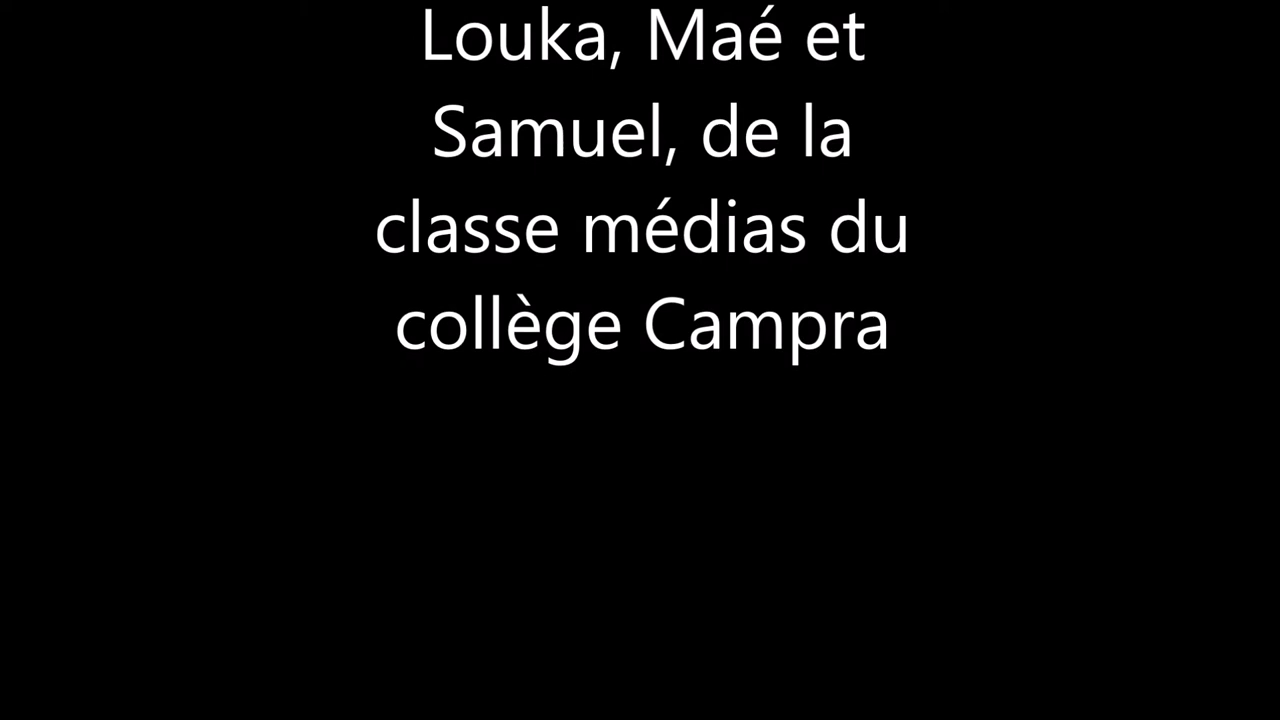 Louka, Maé et
Samuel, de la
classe médias du
collège Campra